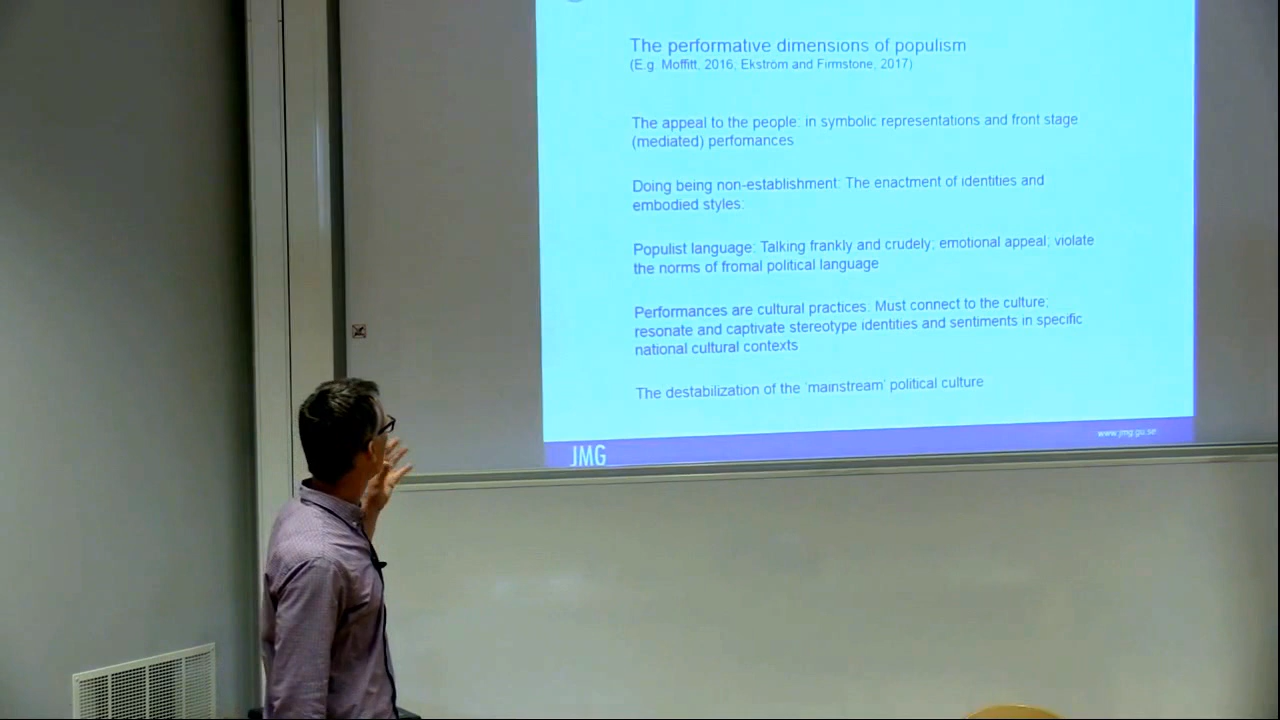 The performative dimensions of populism
(E.g. Moffitt, 2016; Ekström and Firmstone, 2017)
The appeal to the people: in symbolic representations and front stage
(mediated) perfomances
Doing being non-establishment: The enactment of identities and
embodied styles:
Populist language: Talking frankly and crudely; emotional appeal; violate
the norms of fromal political language
Performances are cultural practices: Must connect to the culture;
resonate and captivate stereotype identities and sentiments in specific
national cultural contexts
The destabilization of the 'mainstream' political culture
JMG
www.jmg.gu.se